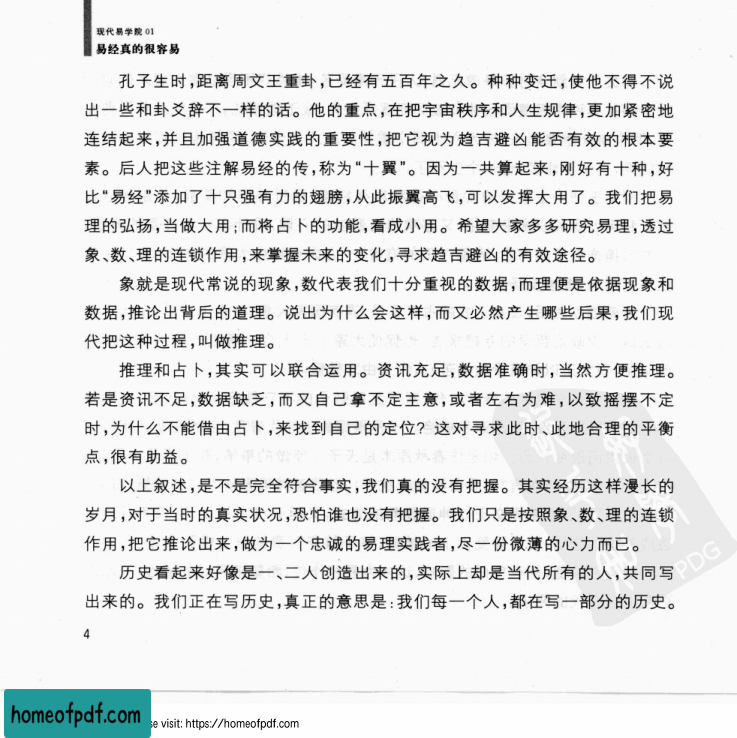 现代易学院 01
易经真的很容易
孔子生时,距离周文王重卦,已经有五百年之久。种种变迁,使他不得不说
出一些和卦爻辞不一样的话。他的重点,在把宇宙秩序和人生规律,更加紧密地
连结起来,并且加强道德实践的重要性,把它视为趋吉避凶能否有效的根本要
素。后人把这些注解易经的传,称为“十翼”。因为一共算起来,刚好有十种,好
比“易经”添加了十只强有力的翅膀,从此振翼高飞,可以发挥大用了。我们把易
理的弘扬,当做大用;而将占卜的功能,看成小用。希望大家多多研究易理,透过
象、数、理的连锁作用,来掌握未来的变化,寻求趋吉避凶的有效途径。
象就是现代常说的现象,数代表我们十分重视的数据,而理便是依据现象和
数据,推论出背后的道理。说出为什么会这样,而又必然产生哪些后果,我们现
代把这种过程,叫做推理。
推理和占卜,其实可以联合运用。资讯充足,数据准确时,当然方便推理。
若是资讯不足,数据缺乏,而又自己拿不定主意,或者左右为难,以致摇摆不定
时,为什么不能借由占卜,来找到自己的定位?这对寻求此时、此地合理的平衡
点,很有助益。
以上叙述,是不是完全符合事实,我们真的没有把握。其实经历这样漫长的
岁月,对于当时的真实状况,恐怕谁也没有把握。我们只是按照象、数、理的连锁
作用,把它推论出来,做为一个忠诚的易理实践者,尽一份微薄的心力而已。
历史看起来好像是一、二人创造出来的,实际上却是当代所有的人,共同写
出来的。我们正在写历史,真正的意思是:我们每一个人,都在写一部分的历史。
4
PDG
homeofpdf.com
se visit: https://homeofpdf.com